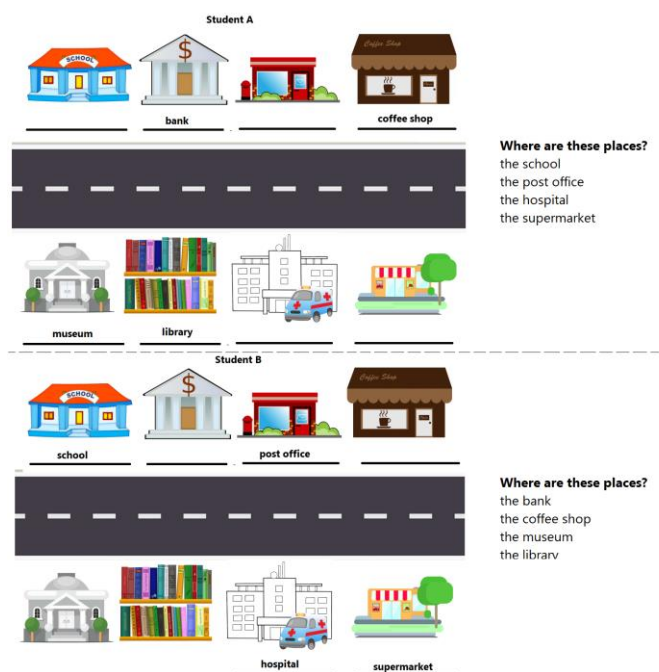 Student A
SCHOOL
$
Coffee Shop
bank
coffee shop
Where are these places?
the school
the post office
the hospital
the supermarket
museum
library
Student B
SCHOOL
$
Coffee Shop
school
post office
Where are these places?
the bank
the coffee shop
the museum
the library
hospital
supermarket